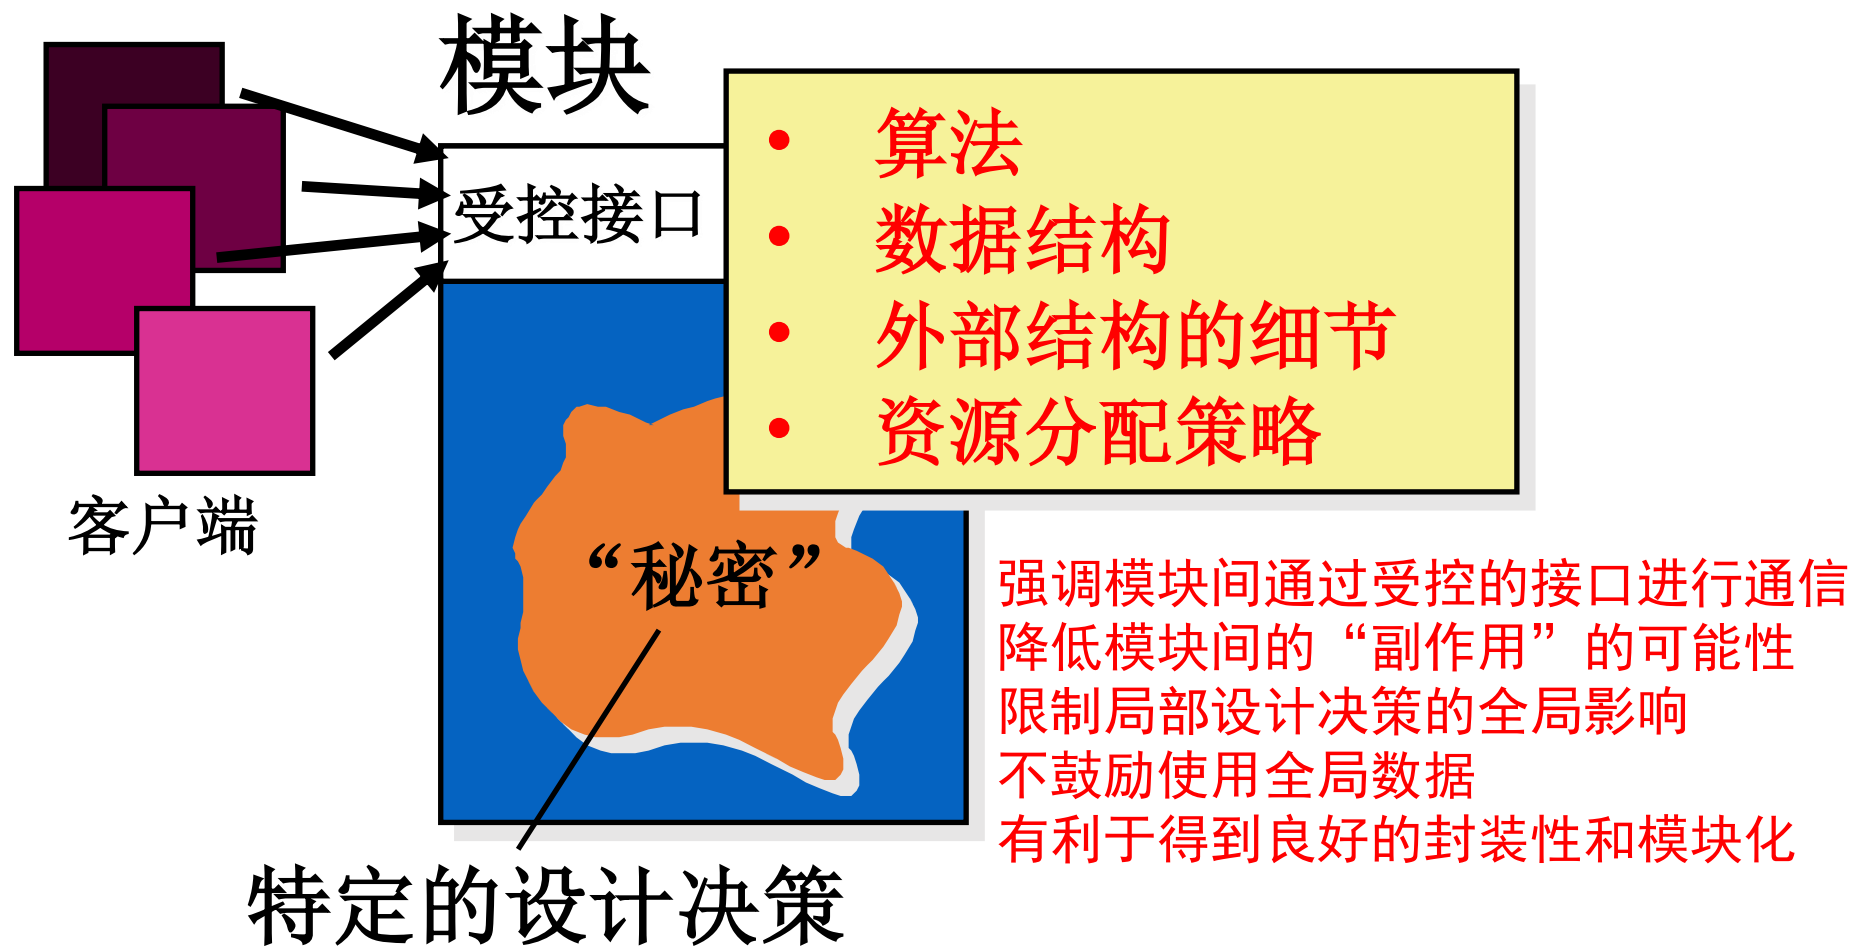 模块
• 算法
受控接口
• 数据结构
• 外部结构的细节
• 资源分配策略
客户端
“秘密”
强调模块间通过受控的接口进行通信
降低模块间的“副作用”的可能性
限制局部设计决策的全局影响
不鼓励使用全局数据
有利于得到良好的封装性和模块化
特定的设计决策